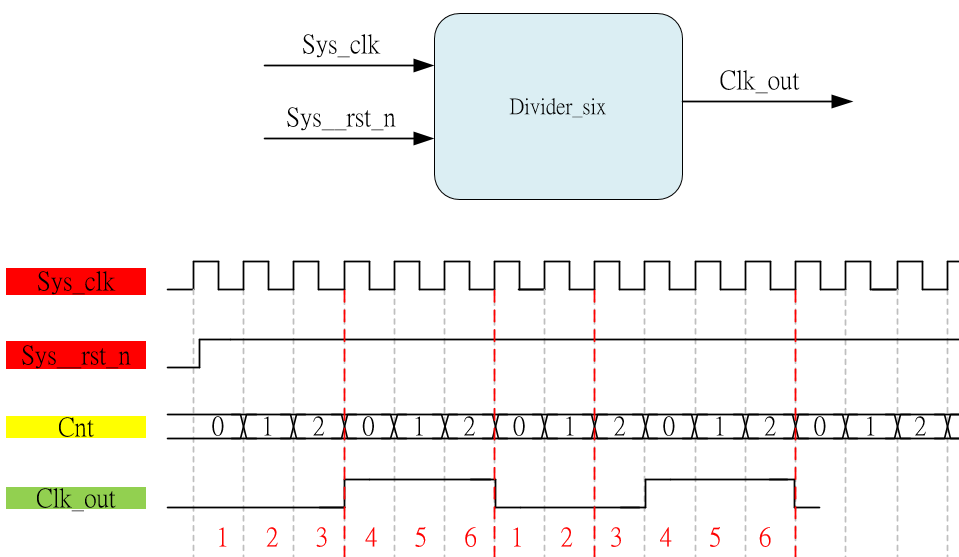 Sys_clk
Clk_out
Divider_six
Sys__rst_n
Sys_clk
Sys__rst_n
Cnt 0 1 2 0 1 2 0 1 2 0 1 2 0 1 2
Clk_out
1 2 3 4 5 6 1 2 3 4 5 6